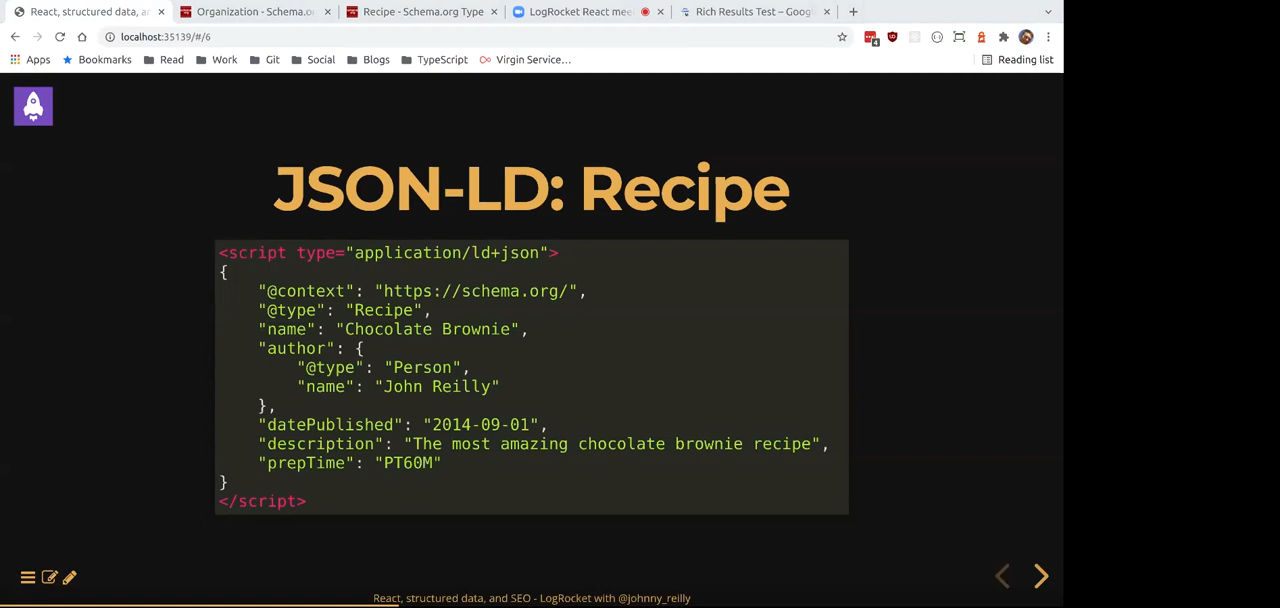 React, structured data, an
Organization - Schema.o
Recipe - Schema.org Type
LogRocket React mee
Rich Results Test – Goog
localhost:35139/#/6
4
Apps
Bookmarks
Read
Work
Git
Social
Blogs
TypeScript
Virgin Service…
Reading list
JSON-LD: Recipe
<script type="application/ld+json">
{
    "@context": "https://schema.org/",
    "@type": "Recipe",
    "name": "Chocolate Brownie",
    "author": {
        "@type": "Person",
        "name": "John Reilly"
    },
    "datePublished": "2014-09-01",
    "description": "The most amazing chocolate brownie recipe",
    "prepTime": "PT60M"
}
</script>
React, structured data, and SEO - LogRocket with @johnny_reilly